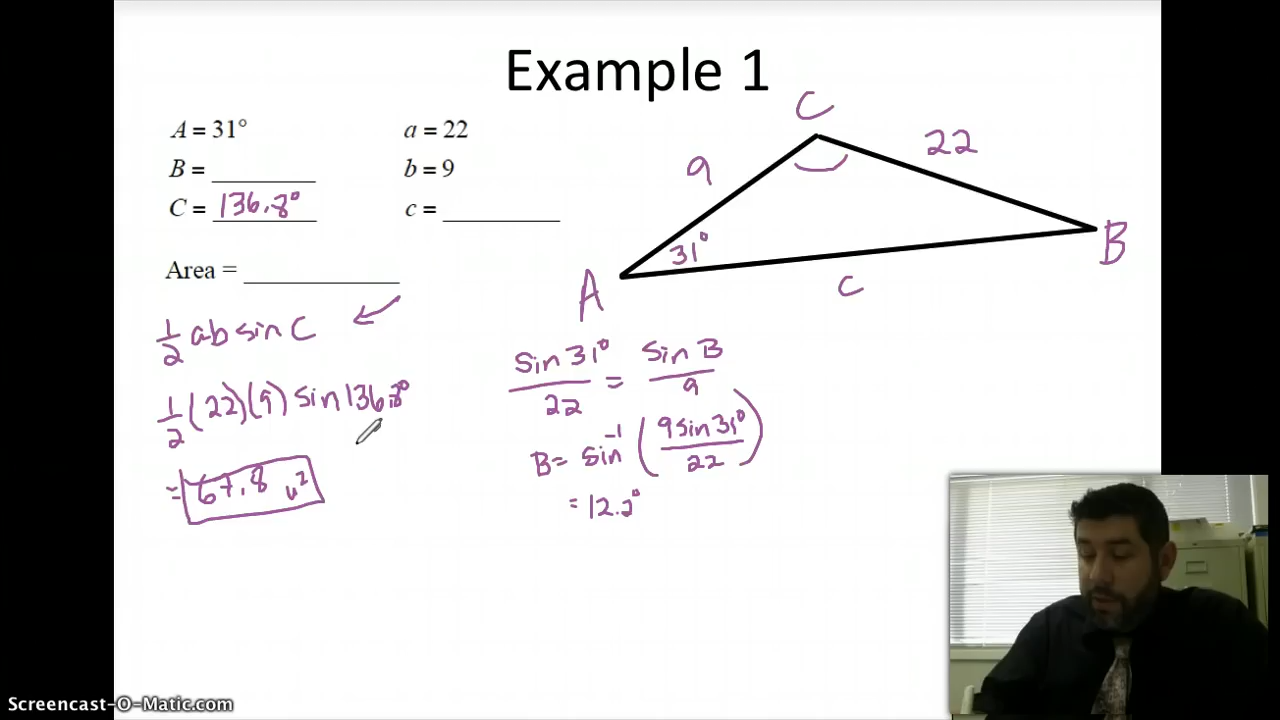 Example 1
A = 31°
a = 22
B = ________
b = 9
C = 136.8°
c = ________
Area = ________
1/2 ab sin C
1/2 (22)(9) sin 136.8°
= 67.8 u²
C
9
22
31°
A
B
c
Sin 31° / 22 = Sin B / 9
B = sin⁻¹ (9 sin 31° / 22)
= 12.2°
Screencast-O-Matic.com